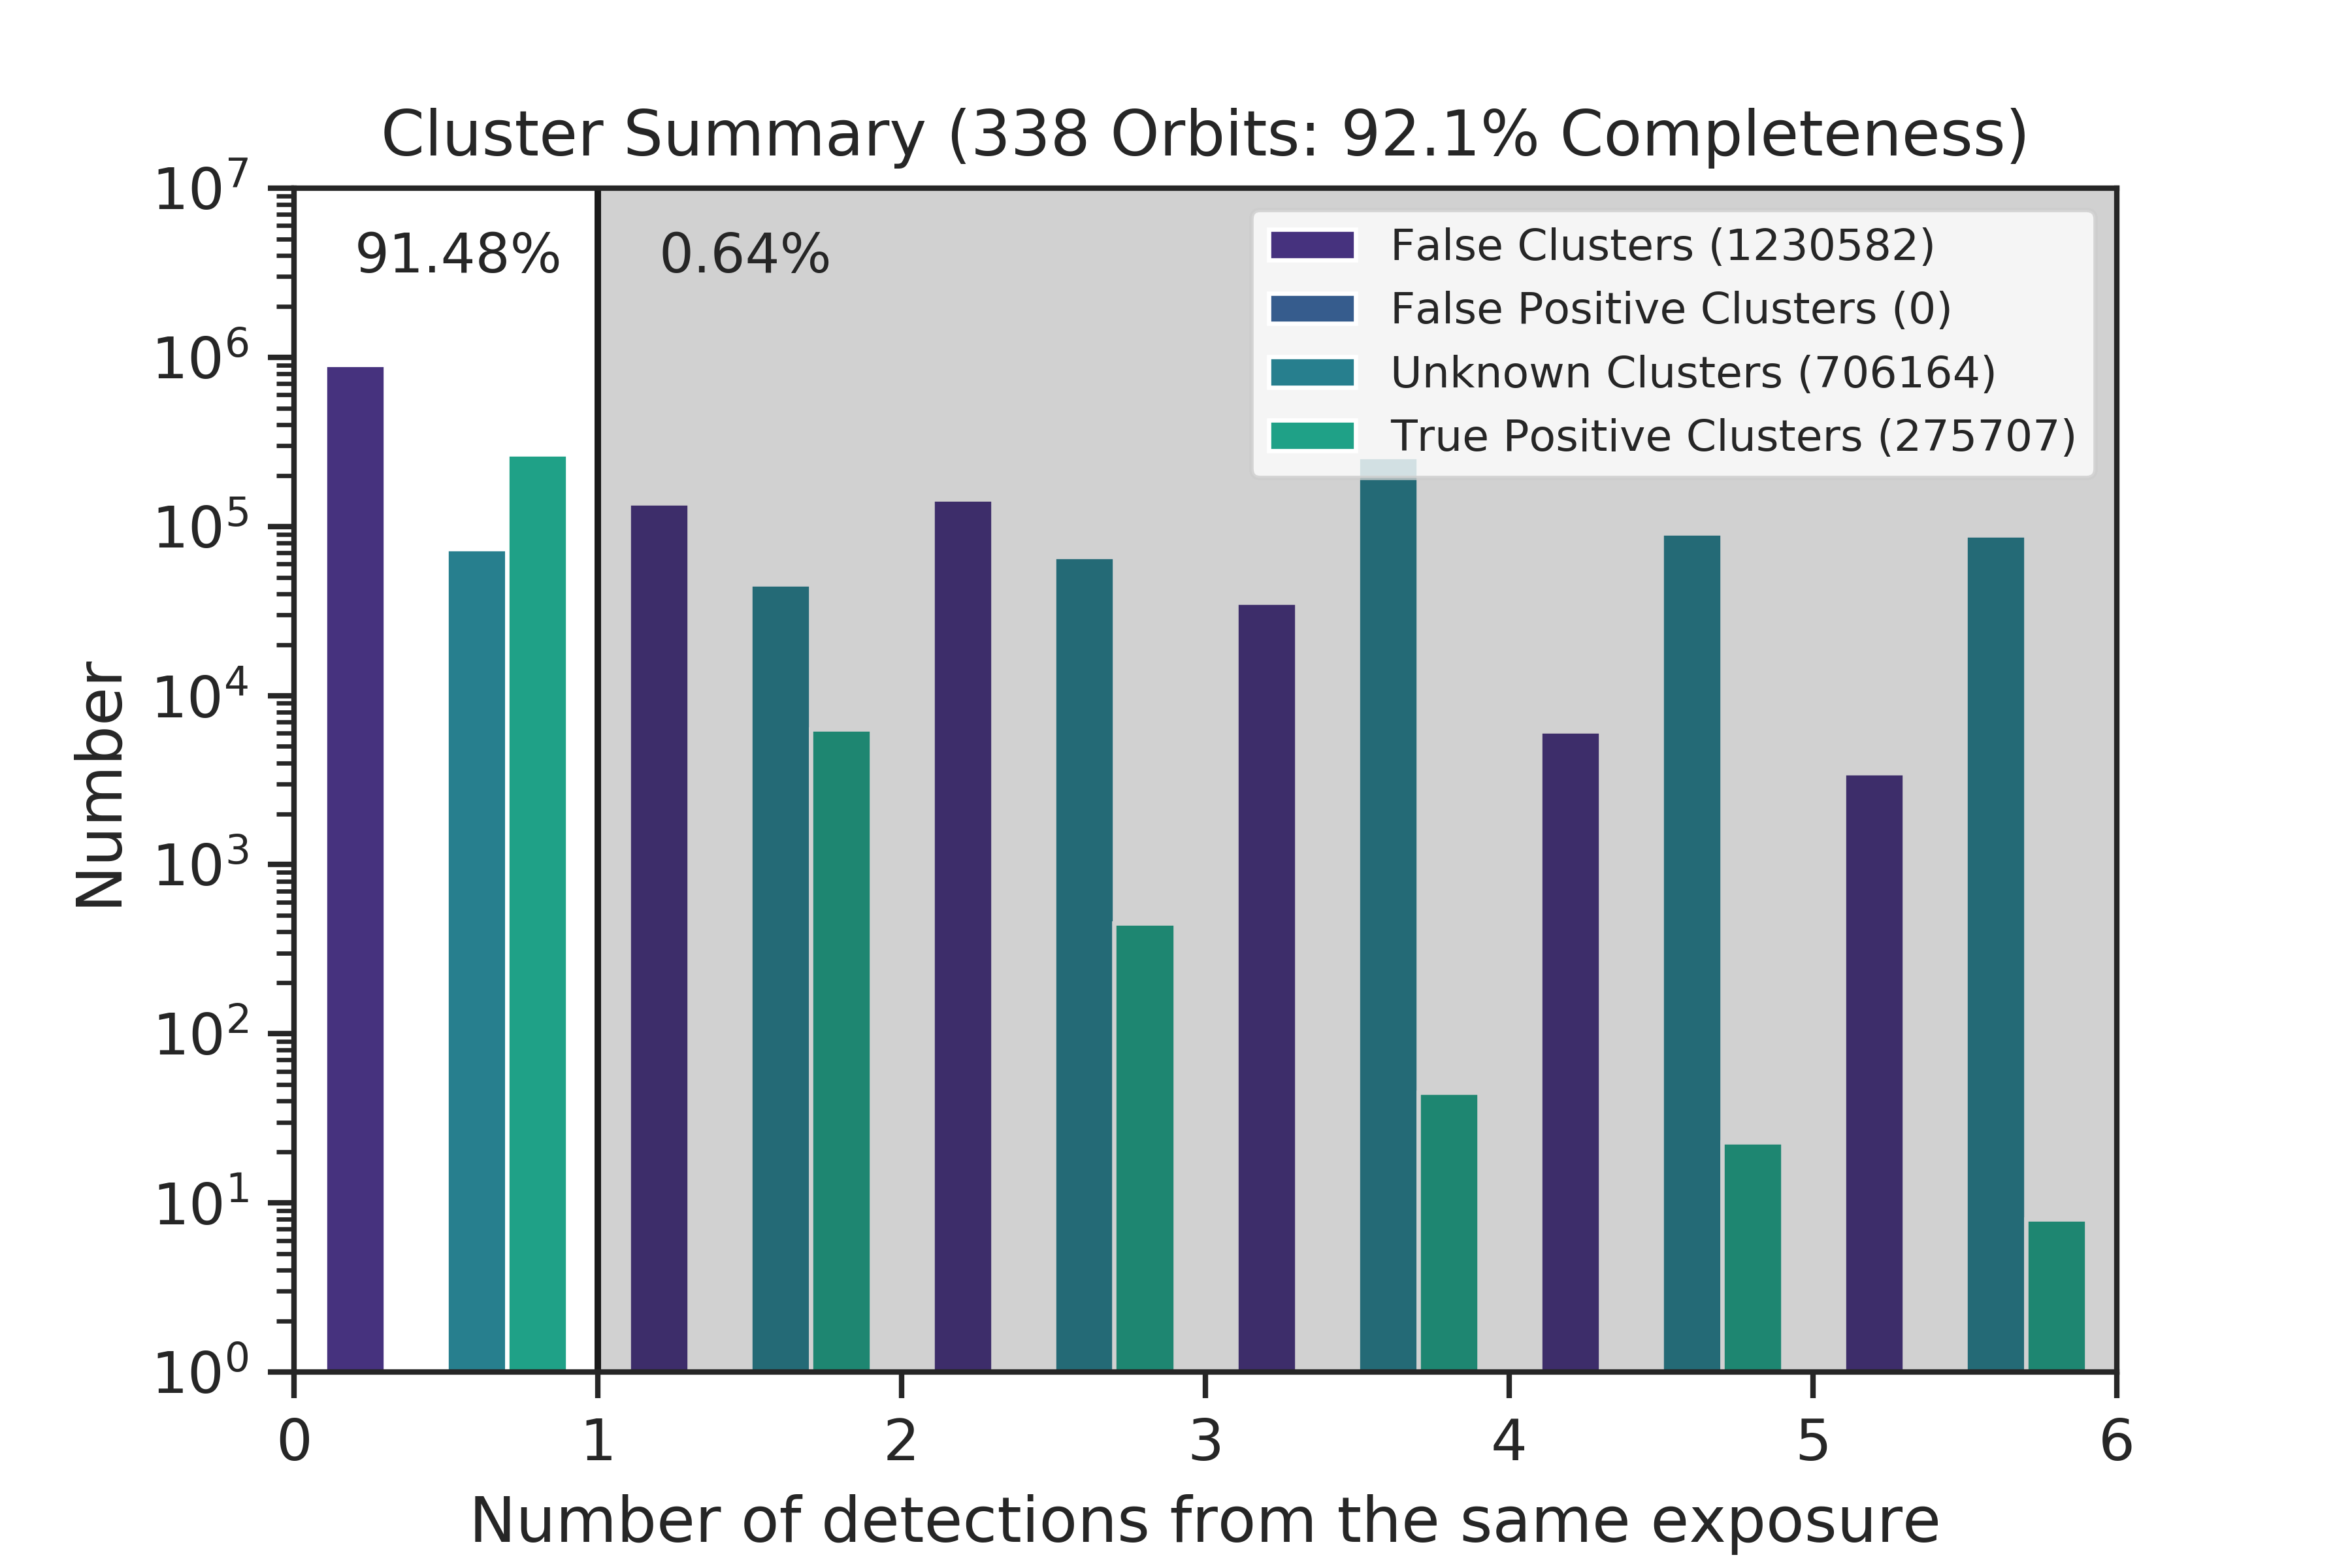 Cluster Summary (338 Orbits: 92.1% Completeness)
10^7
10^6
10^5
10^4
10^3
10^2
10^1
10^0
Number
91.48%
0.64%
False Clusters (1230582)
False Positive Clusters (0)
Unknown Clusters (706164)
True Positive Clusters (275707)
0 1 2 3 4 5 6
Number of detections from the same exposure